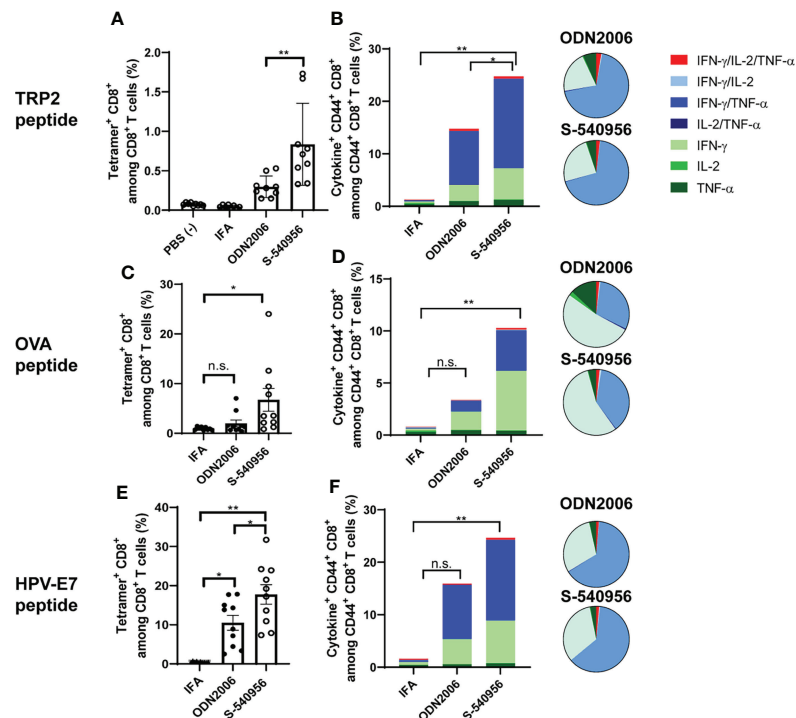 A
B
ODN2006
S-540956
IFN-γ/IL-2/TNF-α
IFN-γ/IL-2
IFN-γ/TNF-α
IL-2/TNF-α
IFN-γ
IL-2
TNF-α
TRP2
peptide
Tetramer⁺ CD8⁺
among CD8⁺ T cells (%)
2.0
1.5
1.0
0.5
0.0
**
PBS (-)
IFA
ODN2006
S-540956
Cytokine⁺ CD44⁺ CD8⁺
among CD44⁺ CD8⁺ T cells (%)
30
20
10
0
**
*
IFA
ODN2006
S-540956
C
D
ODN2006
S-540956
OVA
peptide
Tetramer⁺ CD8⁺
among CD8⁺ T cells (%)
30
20
10
0
*
n.s.
IFA
ODN2006
S-540956
Cytokine⁺ CD44⁺ CD8⁺
among CD44⁺ CD8⁺ T cells (%)
15
10
5
0
**
n.s.
IFA
ODN2006
S-540956
E
F
ODN2006
S-540956
HPV-E7
peptide
Tetramer⁺ CD8⁺
among CD8⁺ T cells (%)
40
30
20
10
0
**
*
*
IFA
ODN2006
S-540956
Cytokine⁺ CD44⁺ CD8⁺
among CD44⁺ CD8⁺ T cells (%)
30
20
10
0
**
n.s.
IFA
ODN2006
S-540956